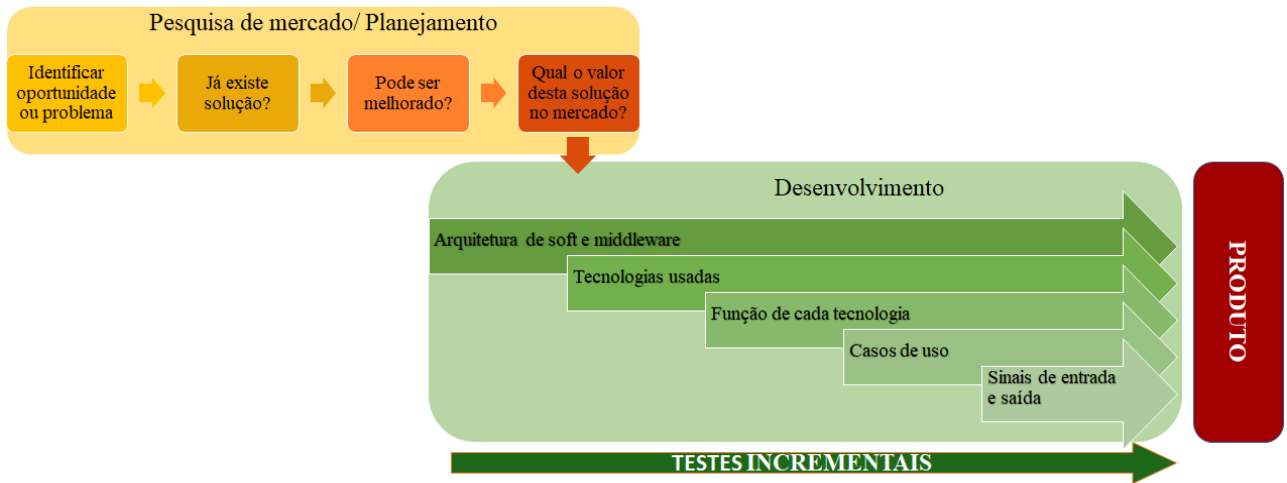 Pesquisa de mercado/ Planejamento
Identificar
oportunidade
ou problema
Já existe
solução?
Pode ser
melhorado?
Qual o valor
desta solução
no mercado?
Desenvolvimento
Arquitetura de soft e middleware
Tecnologias usadas
Função de cada tecnologia
Casos de uso
Sinais de entrada
e saída
PRODUTO
TESTES INCREMENTAIS